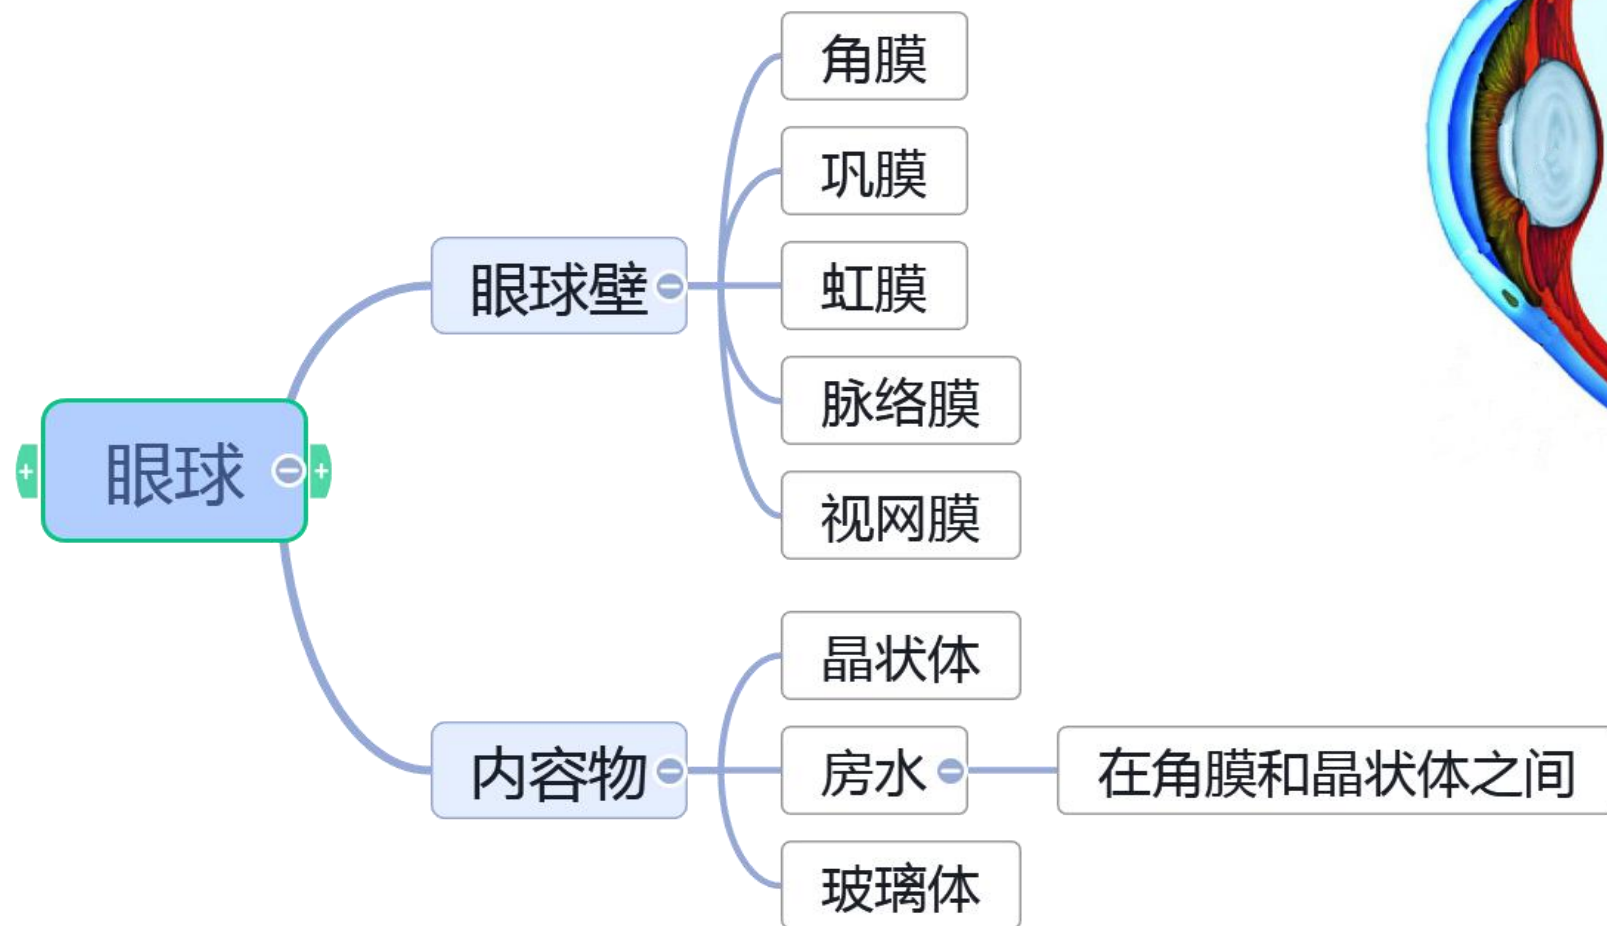 眼球
眼球壁
角膜
巩膜
虹膜
脉络膜
视网膜
内容物
晶状体
房水
在角膜和晶状体之间
玻璃体